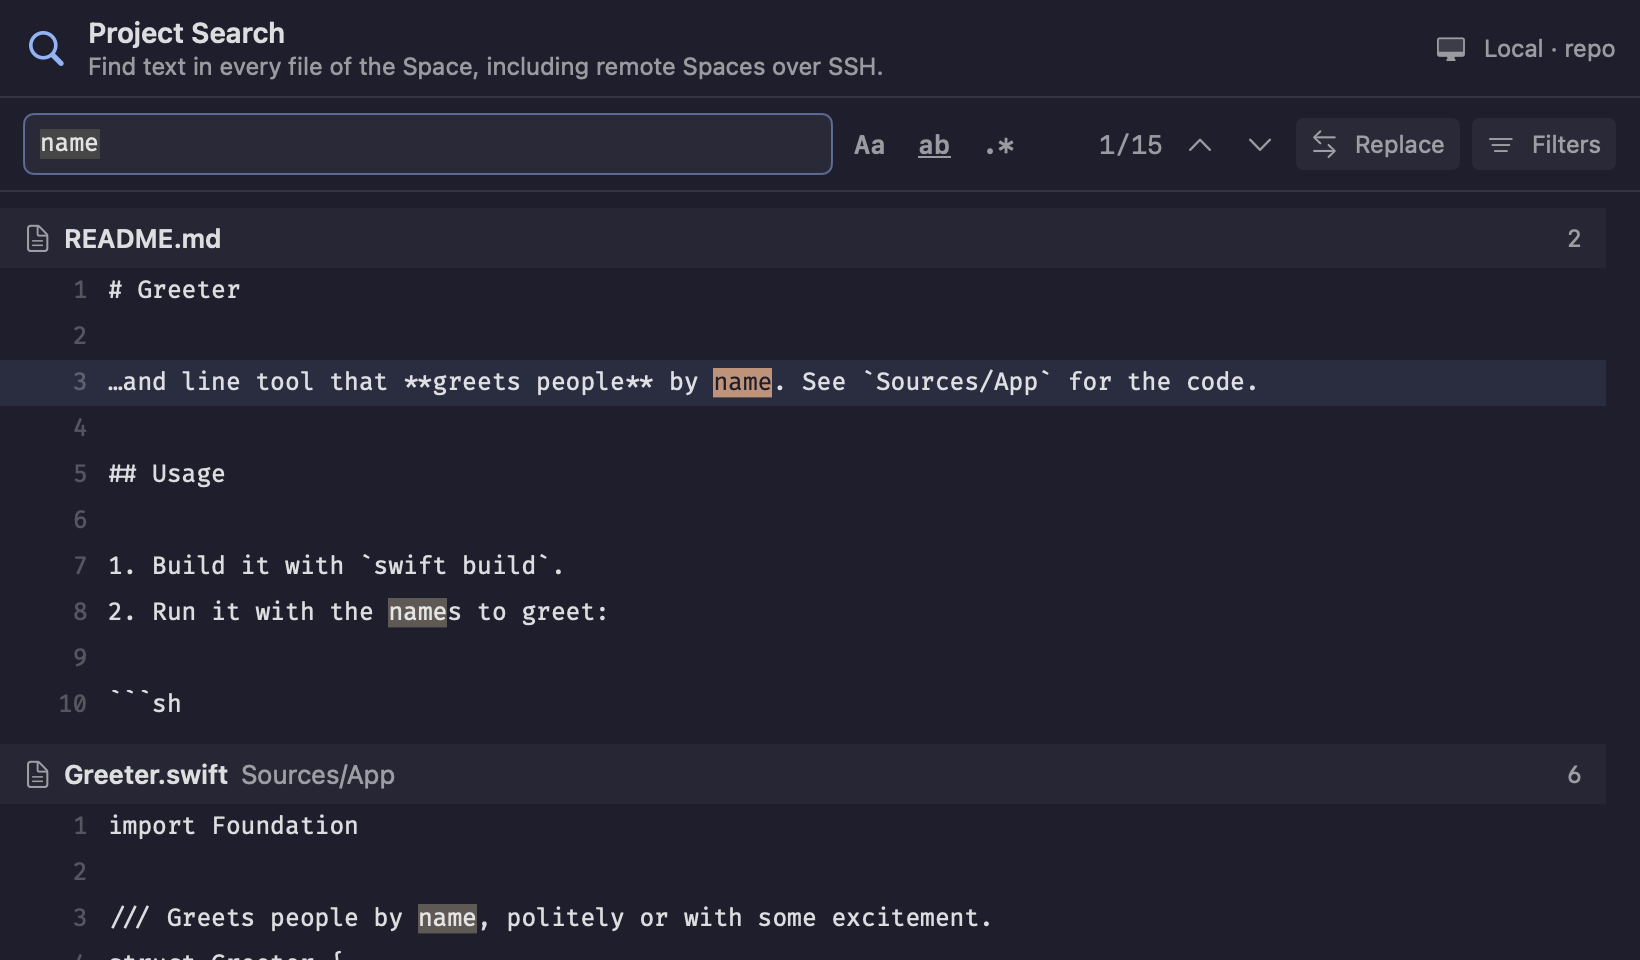 Project Search
Find text in every file of the Space, including remote Spaces over SSH.
Local · repo
name
Aa ab .* 1/15 Replace Filters
README.md 2
1 # Greeter
2
3 …and line tool that **greets people** by name. See `Sources/App` for the code.
4
5 ## Usage
6
7 1. Build it with `swift build`.
8 2. Run it with the names to greet:
9
10 ```sh
Greeter.swift Sources/App 6
1 import Foundation
2
3 /// Greets people by name, politely or with some excitement.